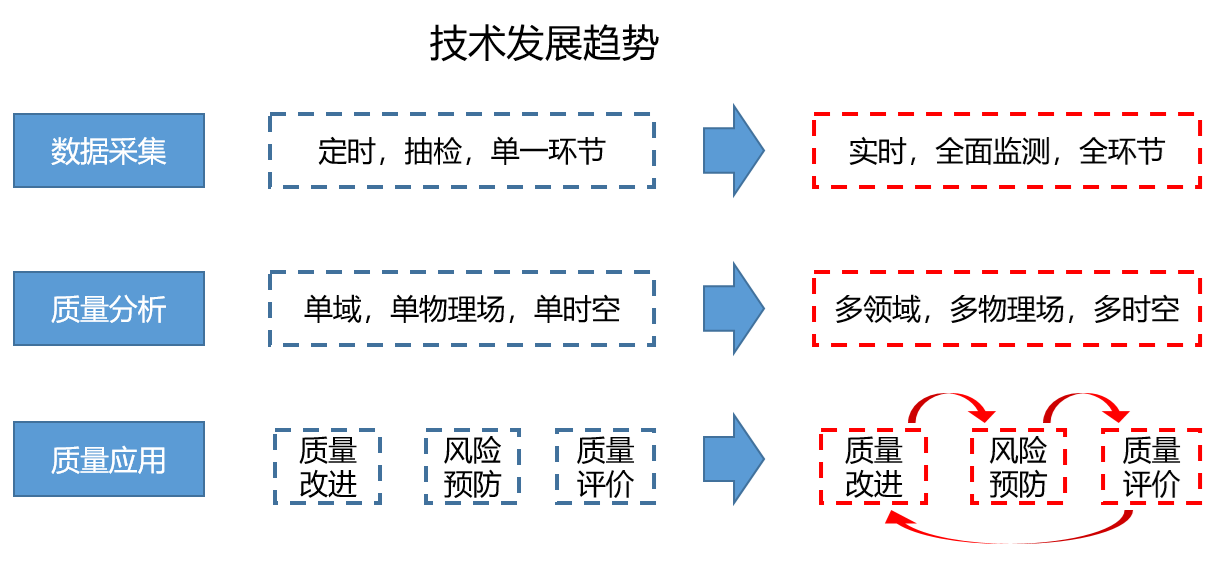 技术发展趋势
数据采集
定时，抽检，单一环节
实时，全面监测，全环节
质量分析
单域，单物理场，单时空
多领域，多物理场，多时空
质量应用
质量
改进
风险
预防
质量
评价
质量
改进
风险
预防
质量
评价